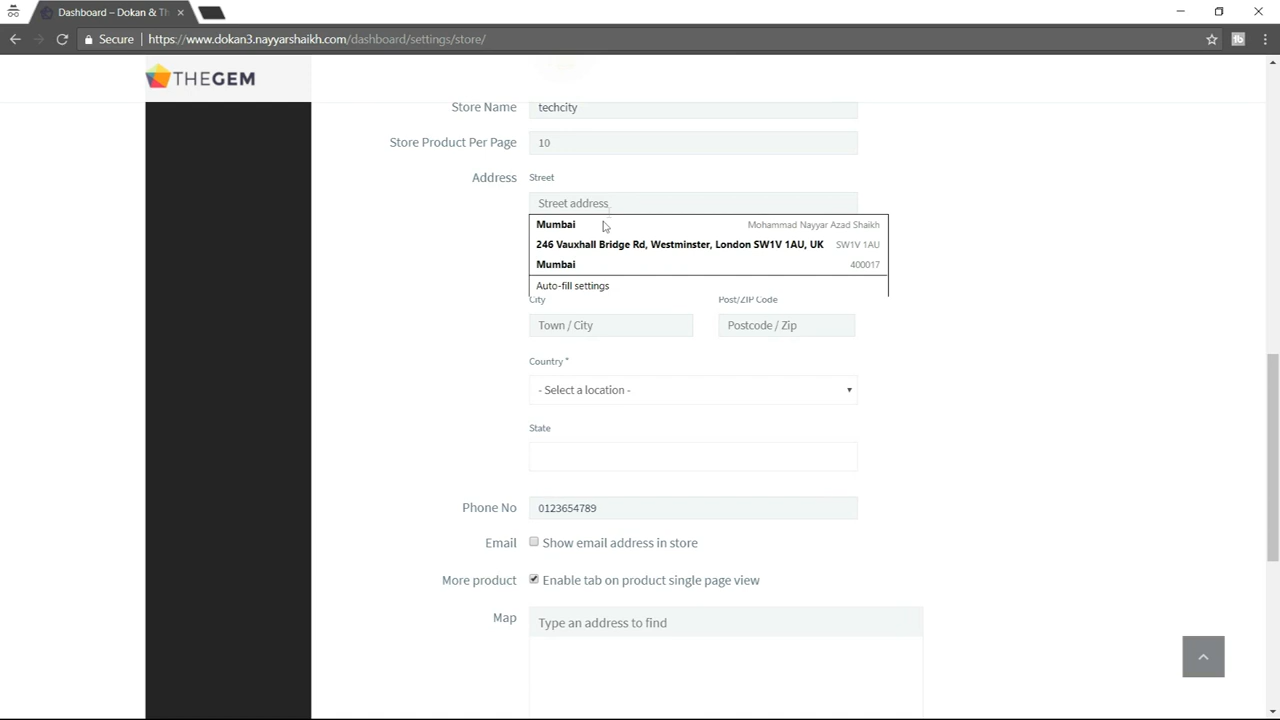 Dashboard – Dokan & Th
Secure https://www.dokan3.nayyarshaikh.com/dashboard/settings/store/
THEGEM
Store Name techcity
Store Product Per Page 10
Address Street
Street address
Mumbai Mohammad Nayyar Azad Shaikh
246 Vauxhall Bridge Rd, Westminster, London SW1V 1AU, UK SW1V 1AU
Mumbai 400017
Auto-fill settings
City Post/ZIP Code
Town / City Postcode / Zip
Country *
- Select a location -
State
Phone No 0123654789
Email Show email address in store
More product Enable tab on product single page view
Map Type an address to find